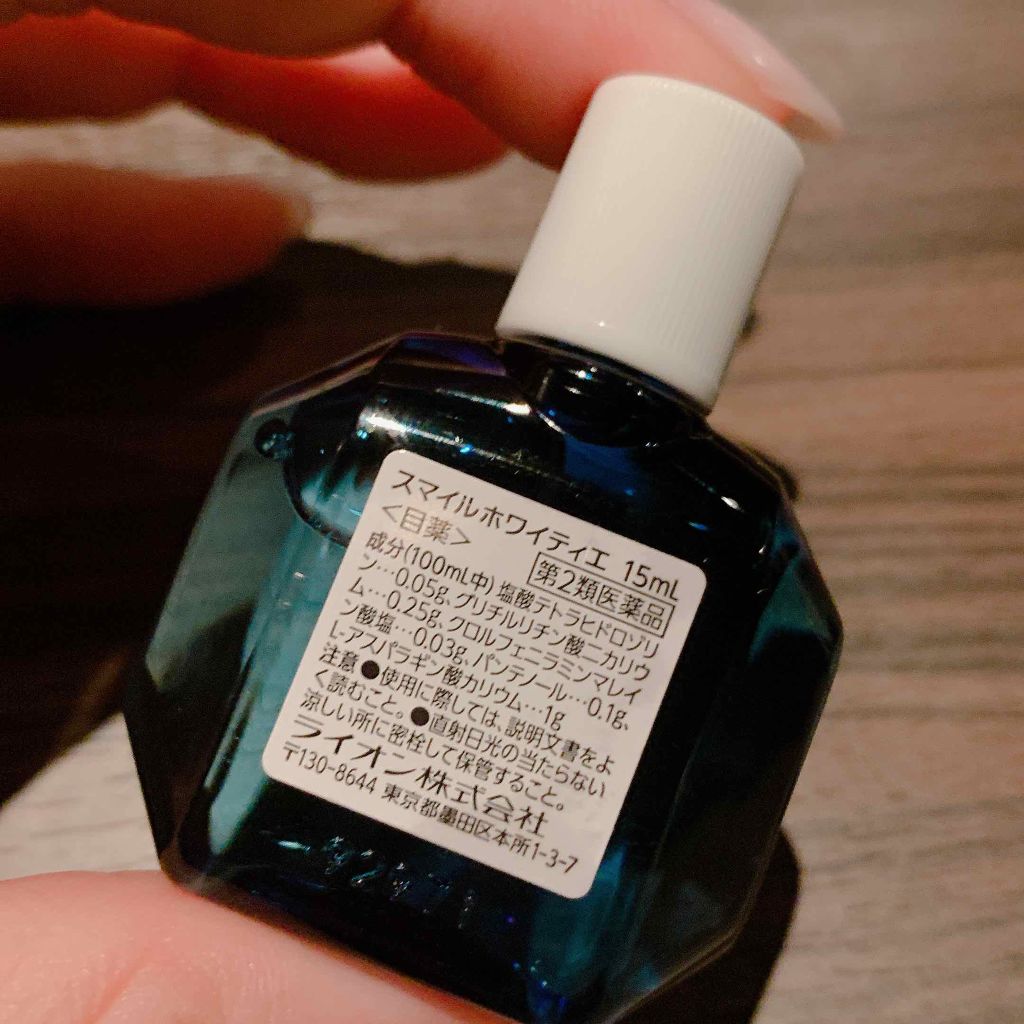 スマイルホワイティエ 15mL
<目薬> 第2類医薬品
成分(100mL中) 塩酸テトラヒドロゾリ
ン…0.05g、グリチルリチン酸二カリウ
ム…0.25g、クロルフェニラミンマレイ
ン酸塩…0.03g、パンテノール…0.1g、
L-アスパラギン酸カリウム…1g
注意●使用に際しては、説明文書をよ
く読むこと。●直射日光の当たらない
涼しい所に密栓して保管すること。
ライオン株式会社
〒130-8644 東京都墨田区本所1-3-7